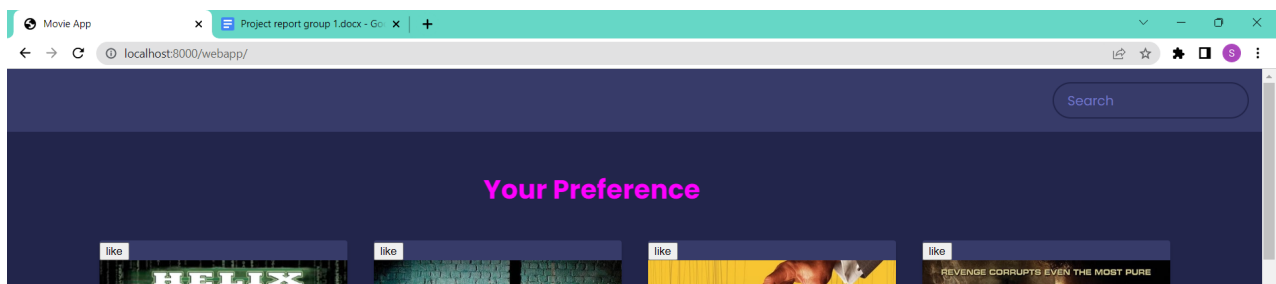 Movie App
Project report group 1.docx - Go
localhost:8000/webapp/
S
Search
Your Preference
like
like
like
like
HELIX
REVENGE CORRUPTS EVEN THE MOST PURE